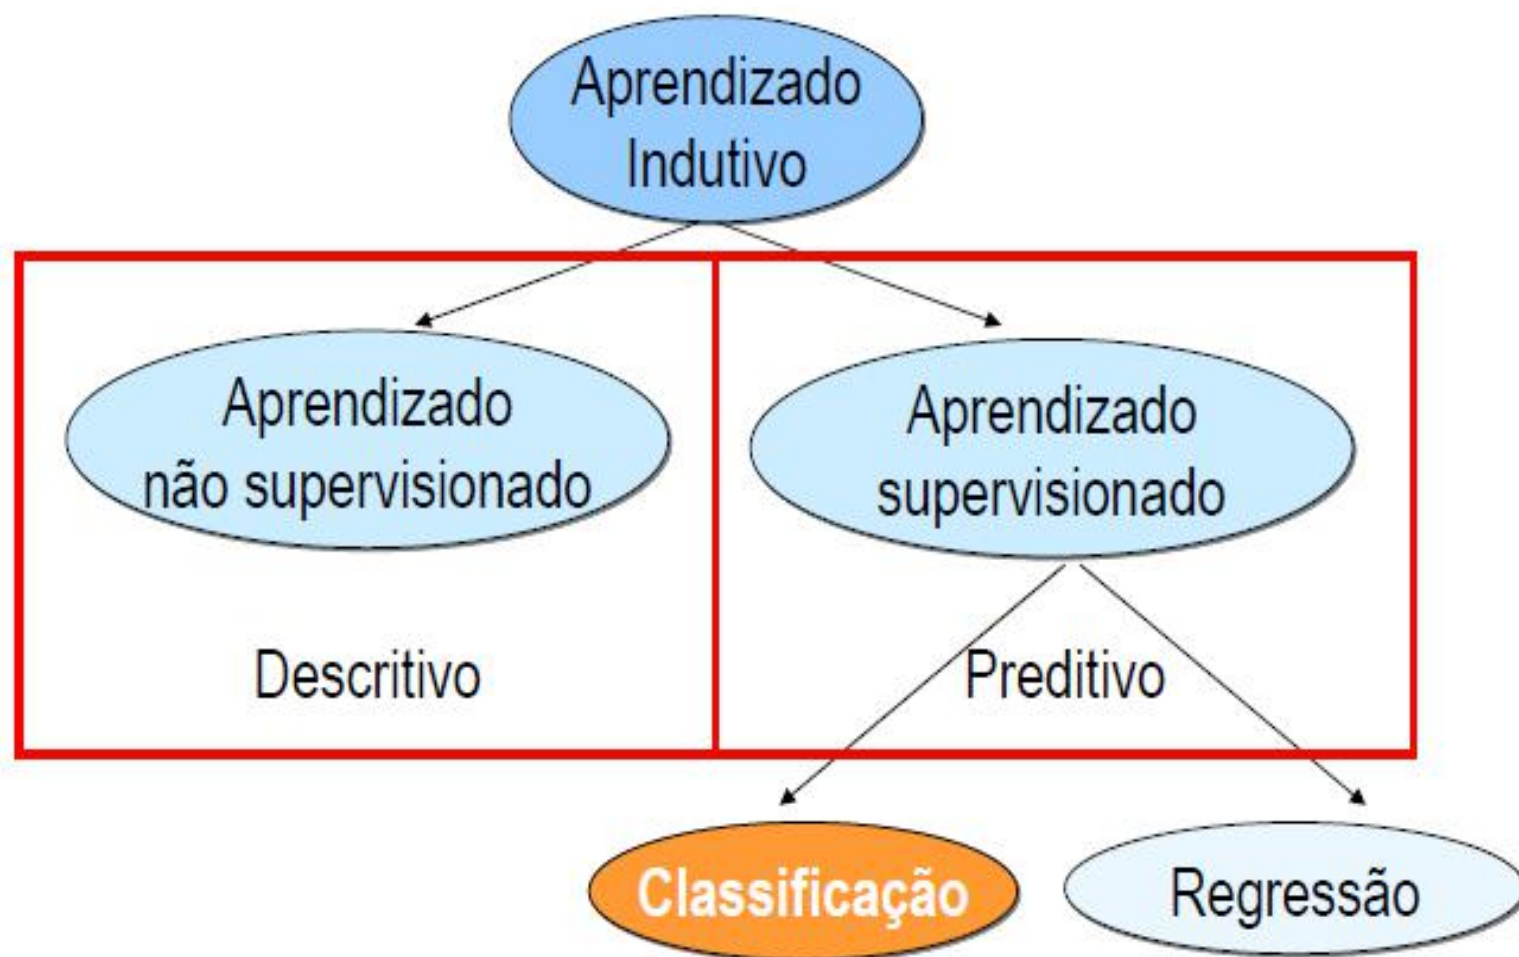 Aprendizado
Indutivo
Aprendizado
não supervisionado
Aprendizado
supervisionado
Descritivo
Preditivo
Classificação
Regressão